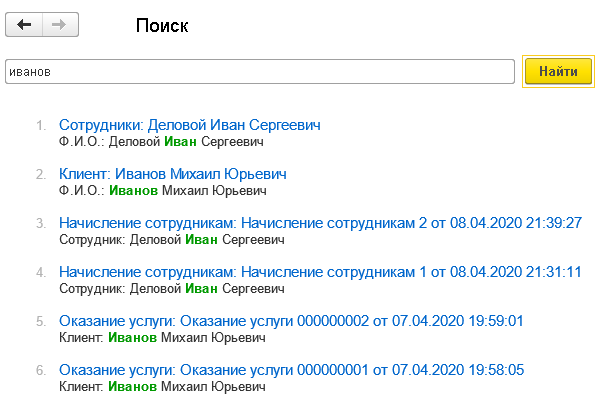 Поиск
иванов
Найти
1. Сотрудники: Деловой Иван Сергеевич
Ф.И.О.: Деловой Иван Сергеевич
2. Клиент: Иванов Михаил Юрьевич
Ф.И.О.: Иванов Михаил Юрьевич
3. Начисление сотрудникам: Начисление сотрудникам 2 от 08.04.2020 21:39:27
Сотрудник: Деловой Иван Сергеевич
4. Начисление сотрудникам: Начисление сотрудникам 1 от 08.04.2020 21:31:11
Сотрудник: Деловой Иван Сергеевич
5. Оказание услуги: Оказание услуги 000000002 от 07.04.2020 19:59:01
Клиент: Иванов Михаил Юрьевич
6. Оказание услуги: Оказание услуги 000000001 от 07.04.2020 19:58:05
Клиент: Иванов Михаил Юрьевич